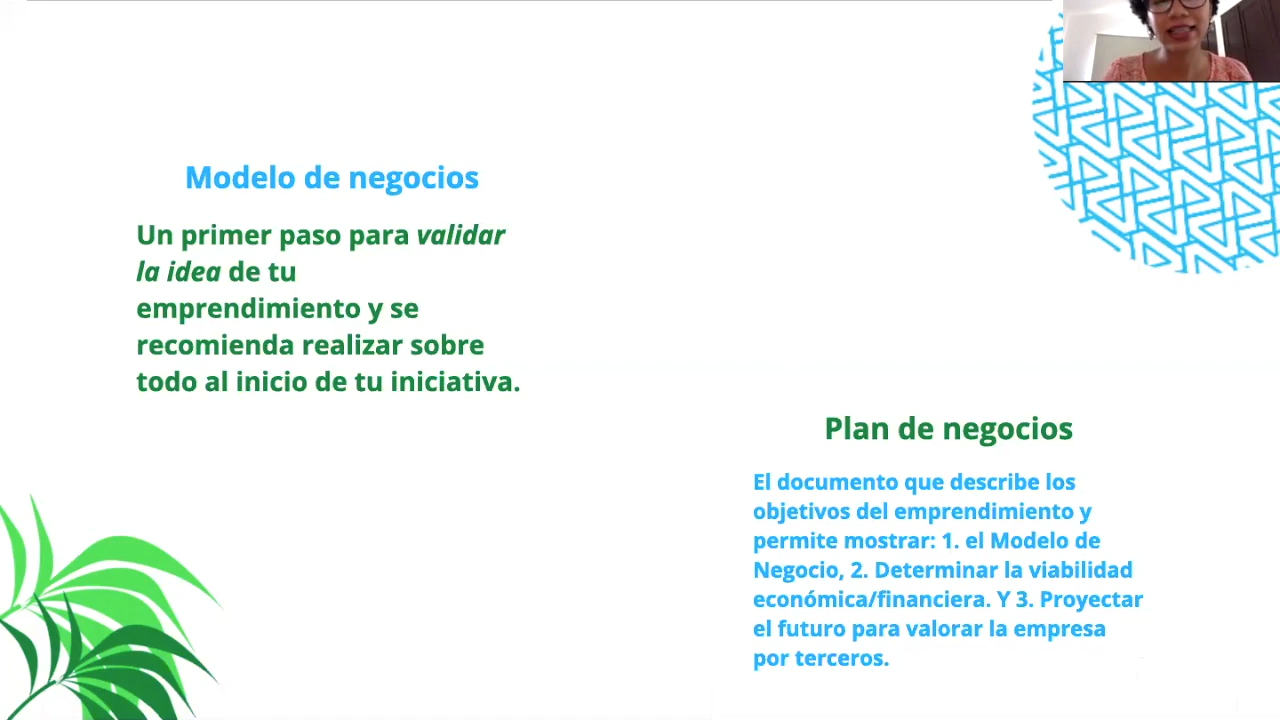 Modelo de negocios
Un primer paso para validar
la idea de tu
emprendimiento y se
recomienda realizar sobre
todo al inicio de tu iniciativa.
Plan de negocios
El documento que describe los
objetivos del emprendimiento y
permite mostrar: 1. el Modelo de
Negocio, 2. Determinar la viabilidad
económica/financiera. Y 3. Proyectar
el futuro para valorar la empresa
por terceros.